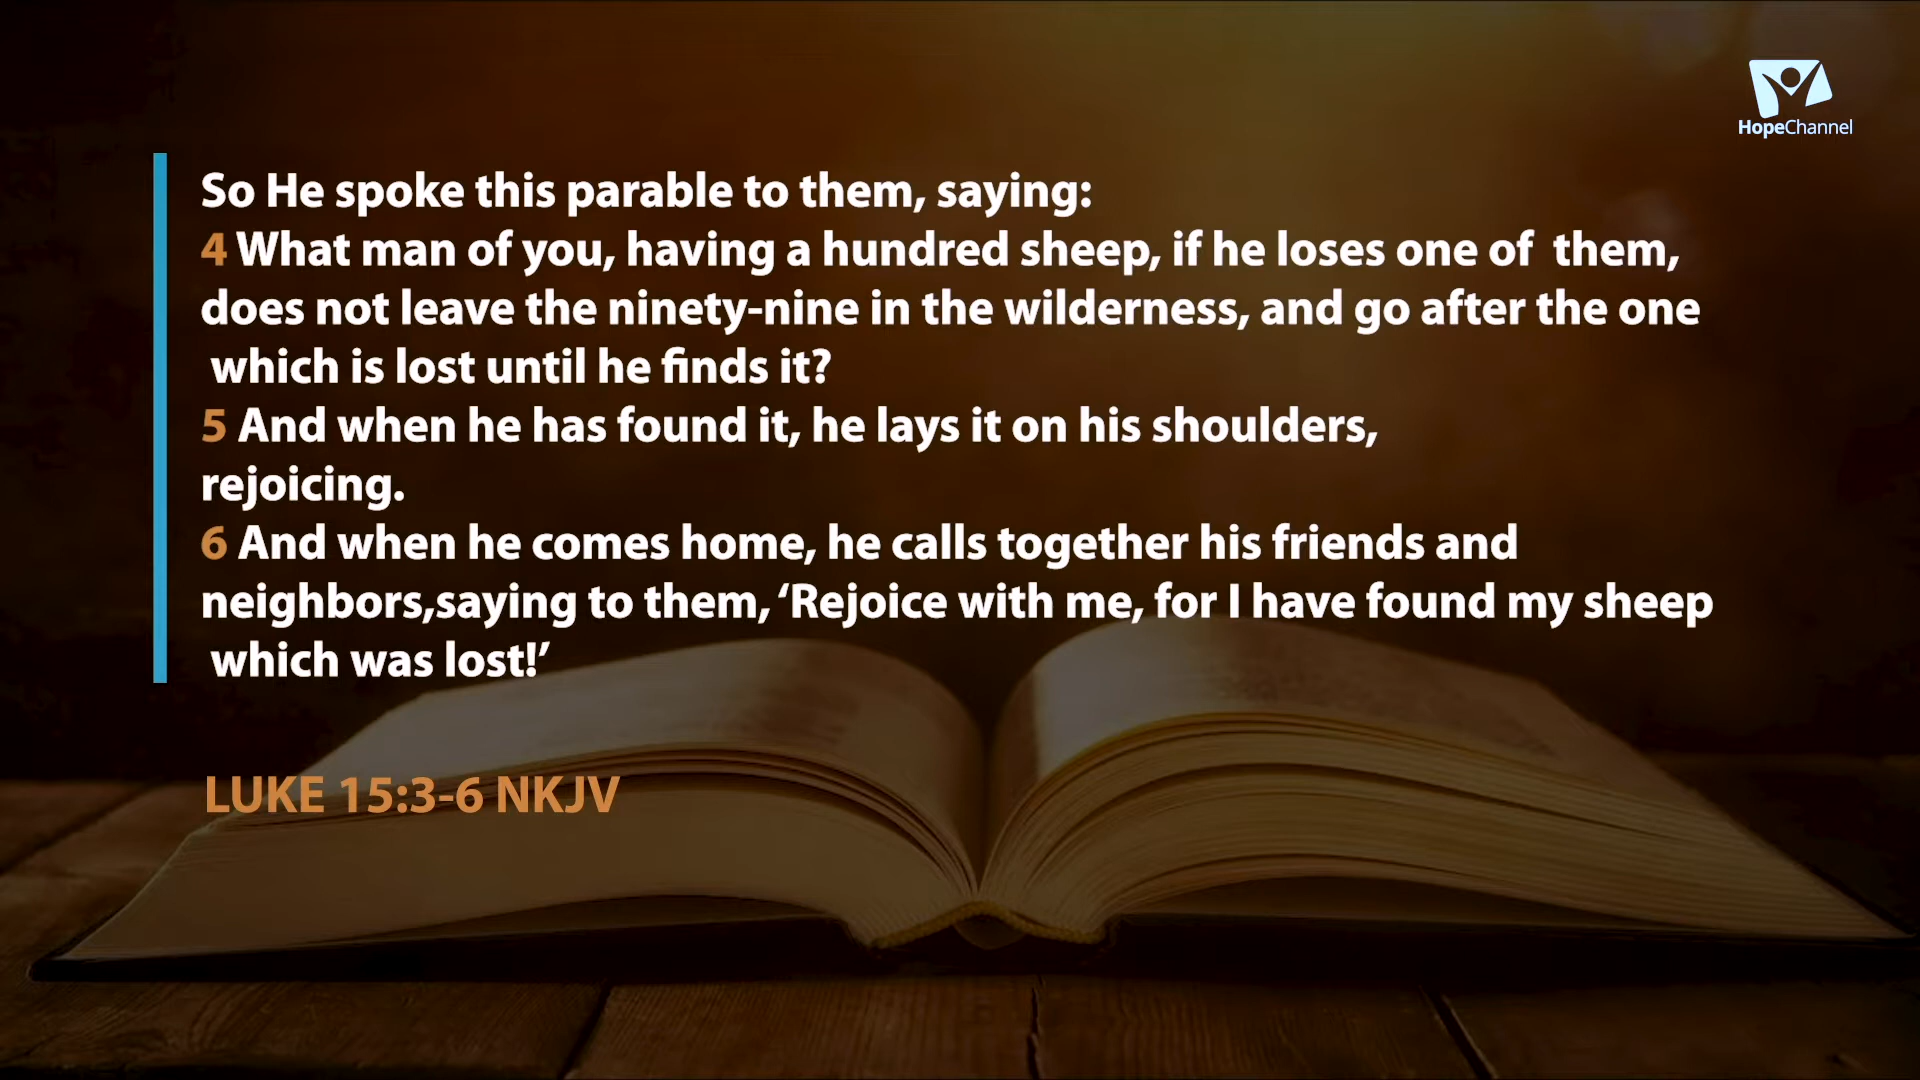 HopeChannel
So He spoke this parable to them, saying:
4 What man of you, having a hundred sheep, if he loses one of  them,
does not leave the ninety-nine in the wilderness, and go after the one
which is lost until he finds it?
5 And when he has found it, he lays it on his shoulders,
rejoicing.
6 And when he comes home, he calls together his friends and
neighbors,saying to them, ‘Rejoice with me, for I have found my sheep
which was lost!’
LUKE 15:3-6 NKJV